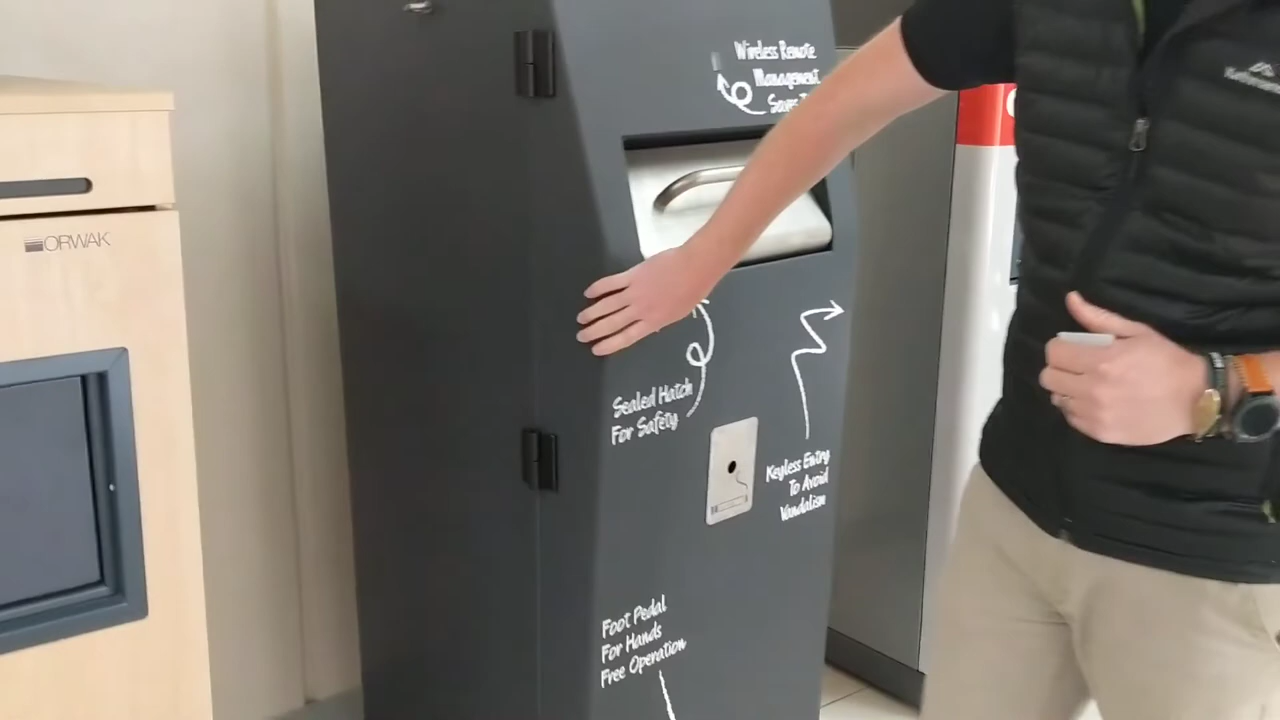 ORWAK
Wireless Remote
Management
Sealed Hatch
For Safety
Keyless Entry
To Avoid
Vandalism
Foot Pedal
For Hands
Free Operation